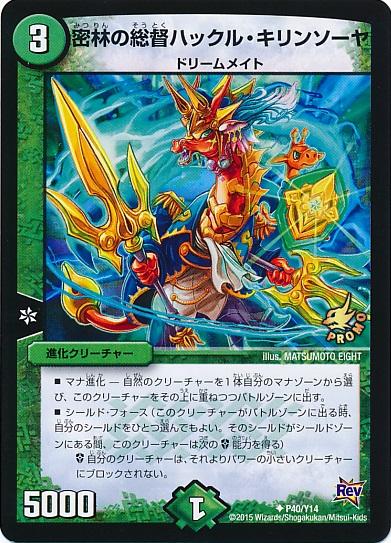 3
みつりん そうとく
密林の総督ハックル・キリンソーヤ
ドリームメイト
PROMO
illus. MATSUMOTO EIGHT
進化クリーチャー
■ マナ進化 ― 自然のクリーチャーを1体自分のマナゾーンから選び、このクリーチャーをその上に重ねつつバトルゾーンに出す。
■ シールド・フォース(このクリーチャーがバトルゾーンに出る時、自分のシールドをひとつ選んでもよい。そのシールドがシールドゾーンにある間、このクリーチャーは次の能力を得る)
自分のクリーチャーは、それよりパワーの小さいクリーチャーにブロックされない。
5000
1
Rev
P40/Y14
©2015 Wizards/Shogakukan/Mitsui-Kids